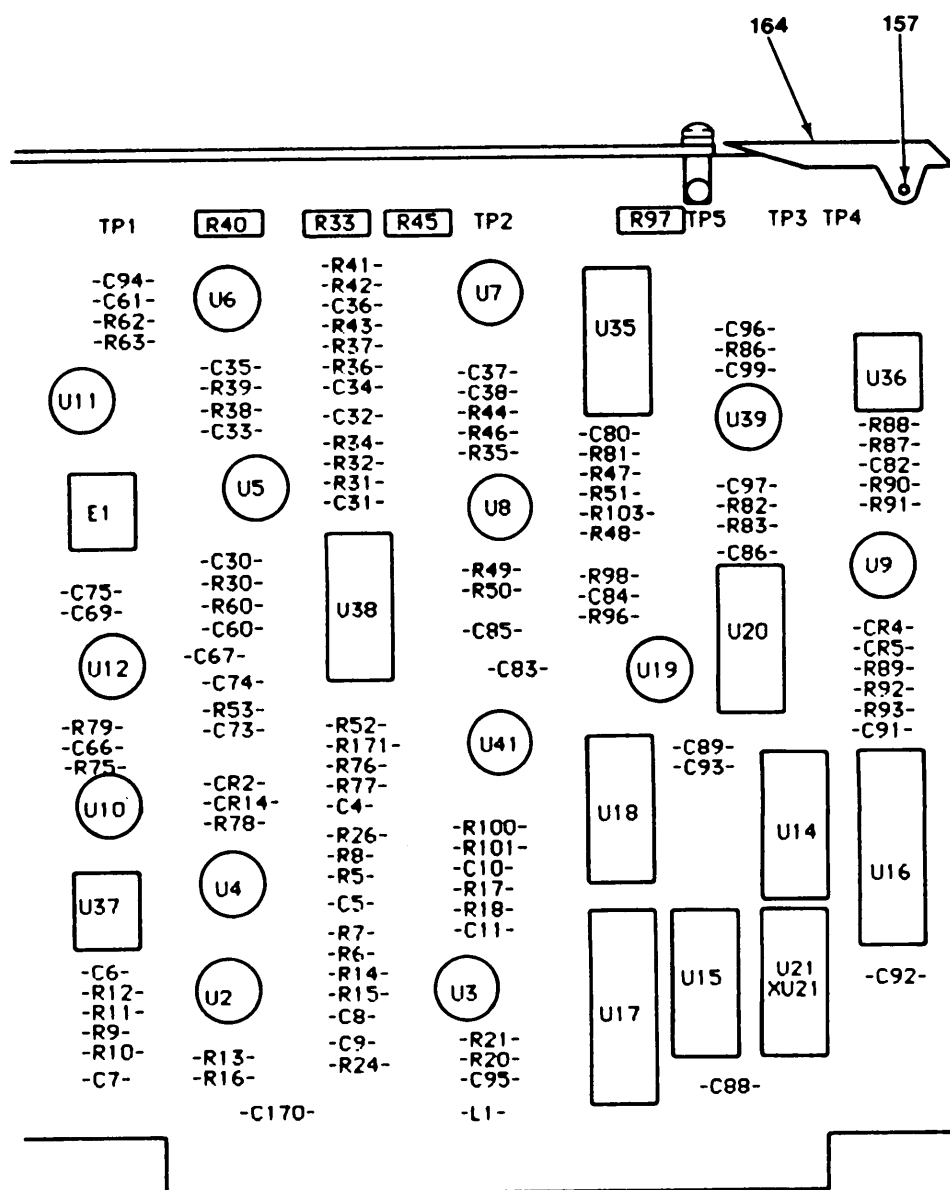 164 157
TP1 R40 R33 R45 TP2 R97 TP5 TP3 TP4
-C94-
-C61-
-R62-
-R63-
U11
E1
-C75-
-C69-
U12
-R79-
-C66-
-R75-
U10
U37
-C6-
-R12-
-R11-
-R9-
-R10-
-C7-
U6
-C35-
-R39-
-R38-
-C33-
U5
-C30-
-R30-
-R60-
-C60-
-C67-
-C74-
-R53-
-C73-
-CR2-
-CR14-
-R78-
U4
U2
-R13-
-R16-
-C170-
-R41-
-R42-
-C36-
-R43-
-R37-
-R36-
-C34-
-C32-
-R34-
-R32-
-R31-
-C31-
U38
-R52-
-R171-
-R76-
-R77-
-C4-
-R26-
-R8-
-R5-
-C5-
-R7-
-R6-
-R14-
-R15-
-C8-
-C9-
-R24-
U7
-C37-
-C38-
-R44-
-R46-
-R35-
U8
-R49-
-R50-
-C85-
-C83-
U41
-R100-
-R101-
-C10-
-R17-
-R18-
-C11-
U3
-R21-
-R20-
-C95-
-L1-
U35
-C80-
-R81-
-R47-
-R51-
-R103-
-R48-
-R98-
-C84-
-R96-
U19
U18
U17
-C96-
-R86-
-C99-
U39
-C97-
-R82-
-R83-
-C86-
U20
-C89-
-C93-
U14
U15
U21
XU21
-C88-
U36
-R88-
-R87-
-C82-
-R90-
-R91-
U9
-CR4-
-CR5-
-R89-
-R92-
-R93-
-C91-
U16
-C92-